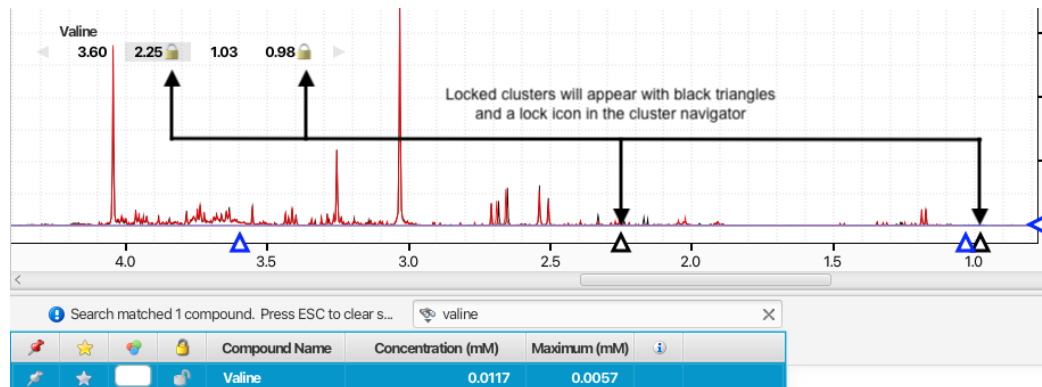 Valine
3.60 2.25 1.03 0.98
Locked clusters will appear with black triangles
and a lock icon in the cluster navigator
4.0 3.5 3.0 2.5 2.0 1.5 1.0
Search matched 1 compound. Press ESC to clear s... valine
Compound Name Concentration (mM) Maximum (mM)
Valine 0.0117 0.0057